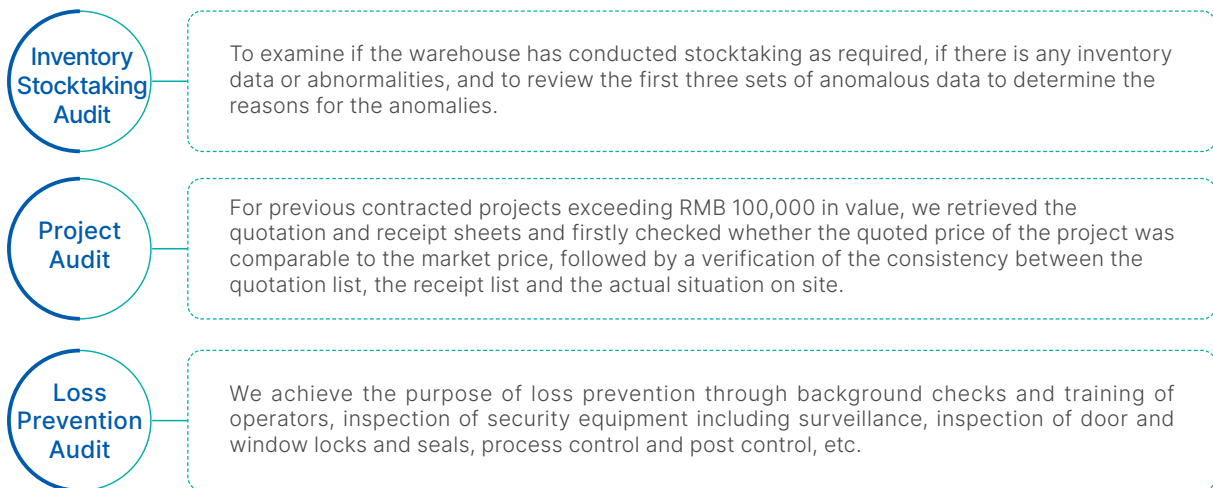 Inventory
Stocktaking
Audit
To examine if the warehouse has conducted stocktaking as required, if there is any inventory
data or abnormalities, and to review the first three sets of anomalous data to determine the
reasons for the anomalies.
Project
Audit
For previous contracted projects exceeding RMB 100,000 in value, we retrieved the
quotation and receipt sheets and firstly checked whether the quoted price of the project was
comparable to the market price, followed by a verification of the consistency between the
quotation list, the receipt list and the actual situation on site.
Loss
Prevention
Audit
We achieve the purpose of loss prevention through background checks and training of
operators, inspection of security equipment including surveillance, inspection of door and
window locks and seals, process control and post control, etc.